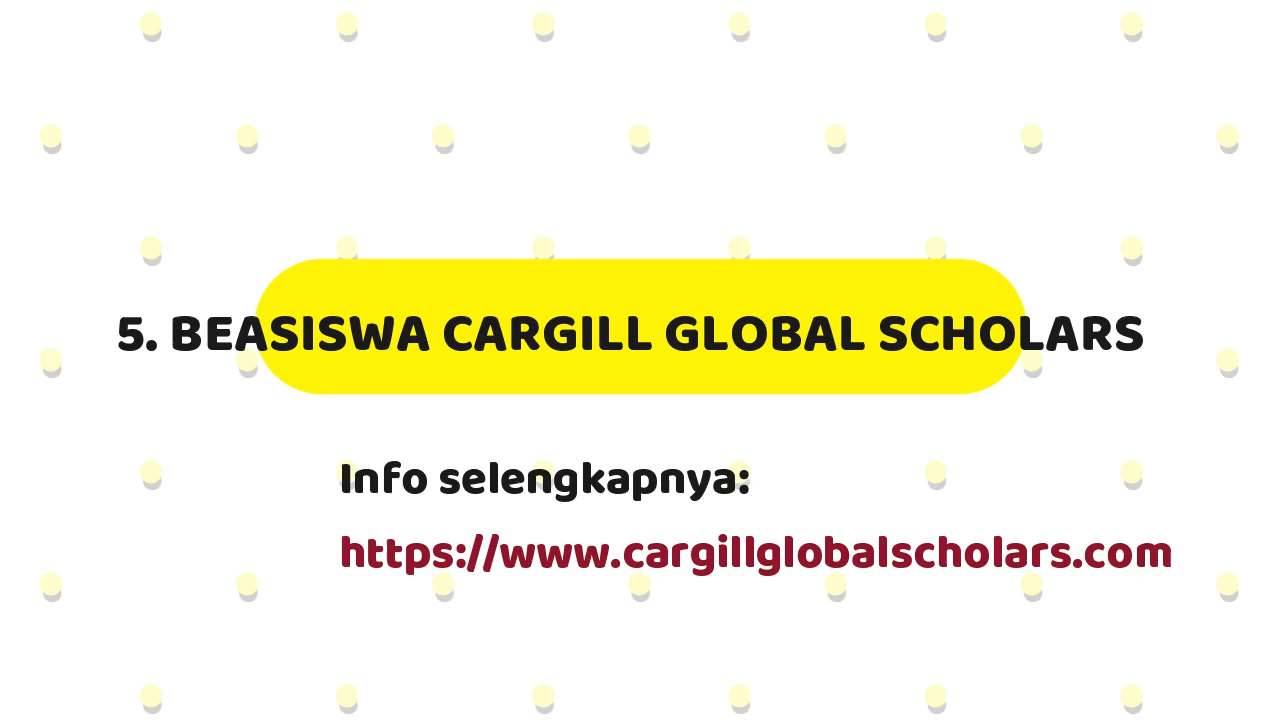 5. BEASISWA CARGILL GLOBAL SCHOLARS
Info selengkapnya:
https://www.cargillglobalscholars.com